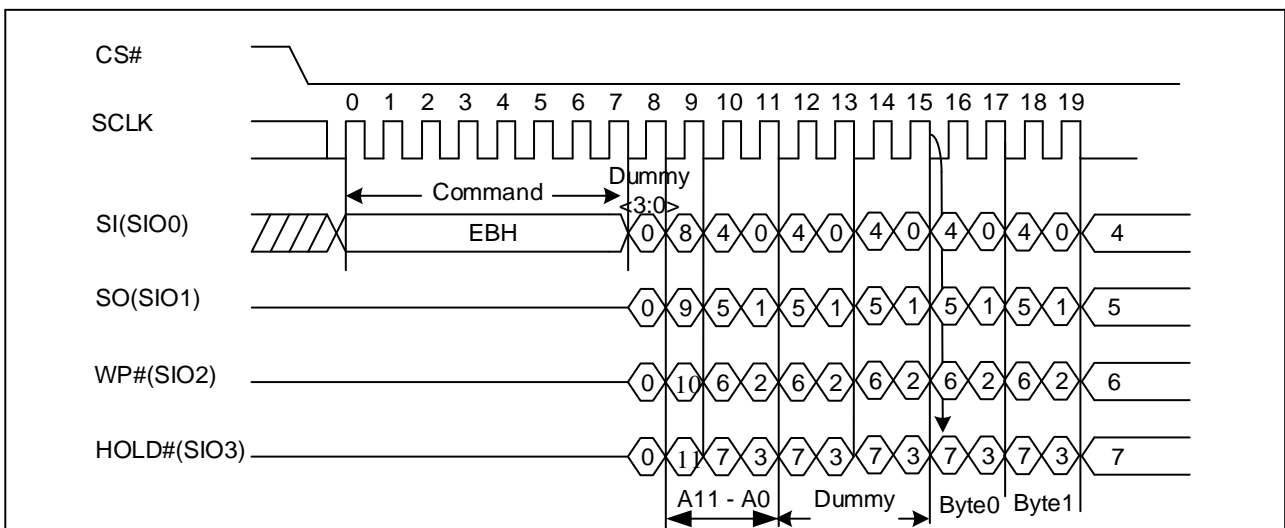 CS#
0 1 2 3 4 5 6 7 8 9 10 11 12 13 14 15 16 17 18 19
SCLK
Command
Dummy
<3:0>
SI(SIO0)
EBH 0 8 4 0 4 0 4 0 4 0 4 0 4
SO(SIO1)
0 9 5 1 5 1 5 1 5 1 5 1 5
WP#(SIO2)
0 10 6 2 6 2 6 2 6 2 6 2 6
HOLD#(SIO3)
0 11 7 3 7 3 7 3 7 3 7 3 7
A11 - A0 Dummy Byte0 Byte1